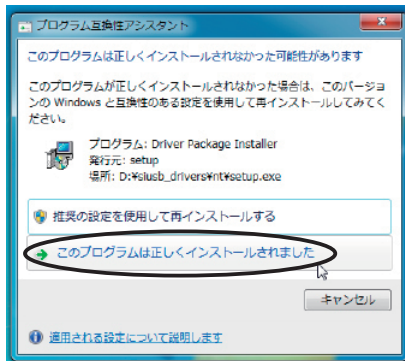 プログラム互換性アシスタント
このプログラムは正しくインストールされなかった可能性があります
このプログラムが正しくインストールされなかった場合は、このバージョ
ンの Windows と互換性のある設定を使用して再インストールしてみてく
ださい。
プログラム: Driver Package Installer
発行元: setup
場所: D:¥slusb_drivers¥nt¥setup.exe
推奨の設定を使用して再インストールする
このプログラムは正しくインストールされました
キャンセル
適用される設定について説明します